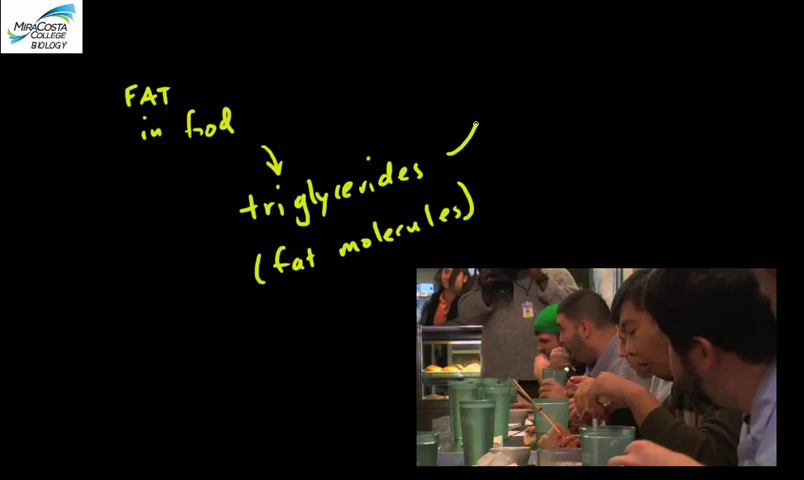 MIRACOSTA
COLLEGE
BIOLOGY
FAT
in food
triglycerides
(fat molecules)